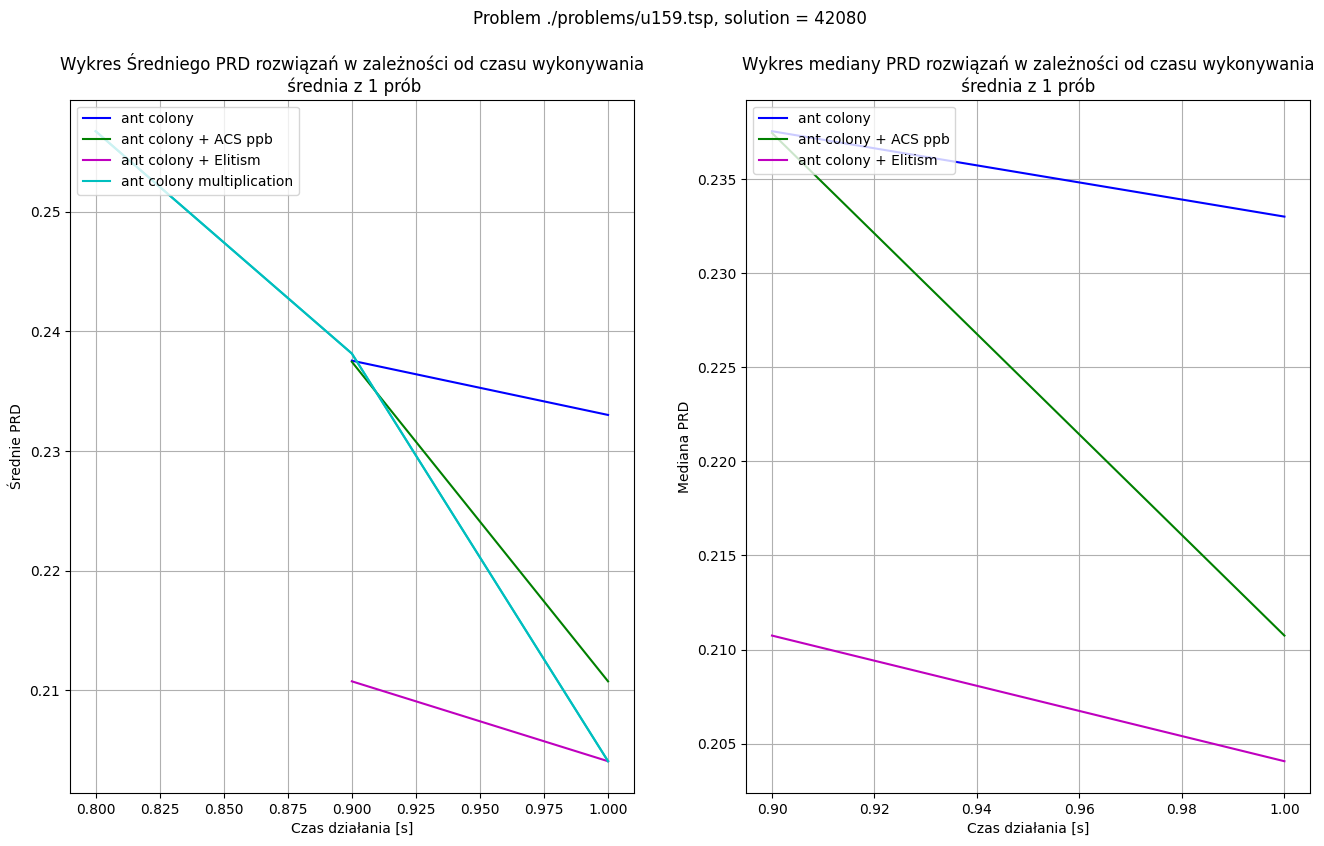 Problem ./problems/u159.tsp, solution = 42080
Wykres Średniego PRD rozwiązań w zależności od czasu wykonywania
średnia z 1 prób
ant colony
ant colony + ACS ppb
ant colony + Elitism
ant colony multiplication
0.25
0.24
0.23
0.22
0.21
Średnie PRD
0.800 0.825 0.850 0.875 0.900 0.925 0.950 0.975 1.000
Czas działania [s]
Wykres mediany PRD rozwiązań w zależności od czasu wykonywania
średnia z 1 prób
ant colony
ant colony + ACS ppb
ant colony + Elitism
0.235
0.230
0.225
0.220
0.215
0.210
0.205
Mediana PRD
0.90 0.92 0.94 0.96 0.98 1.00
Czas działania [s]